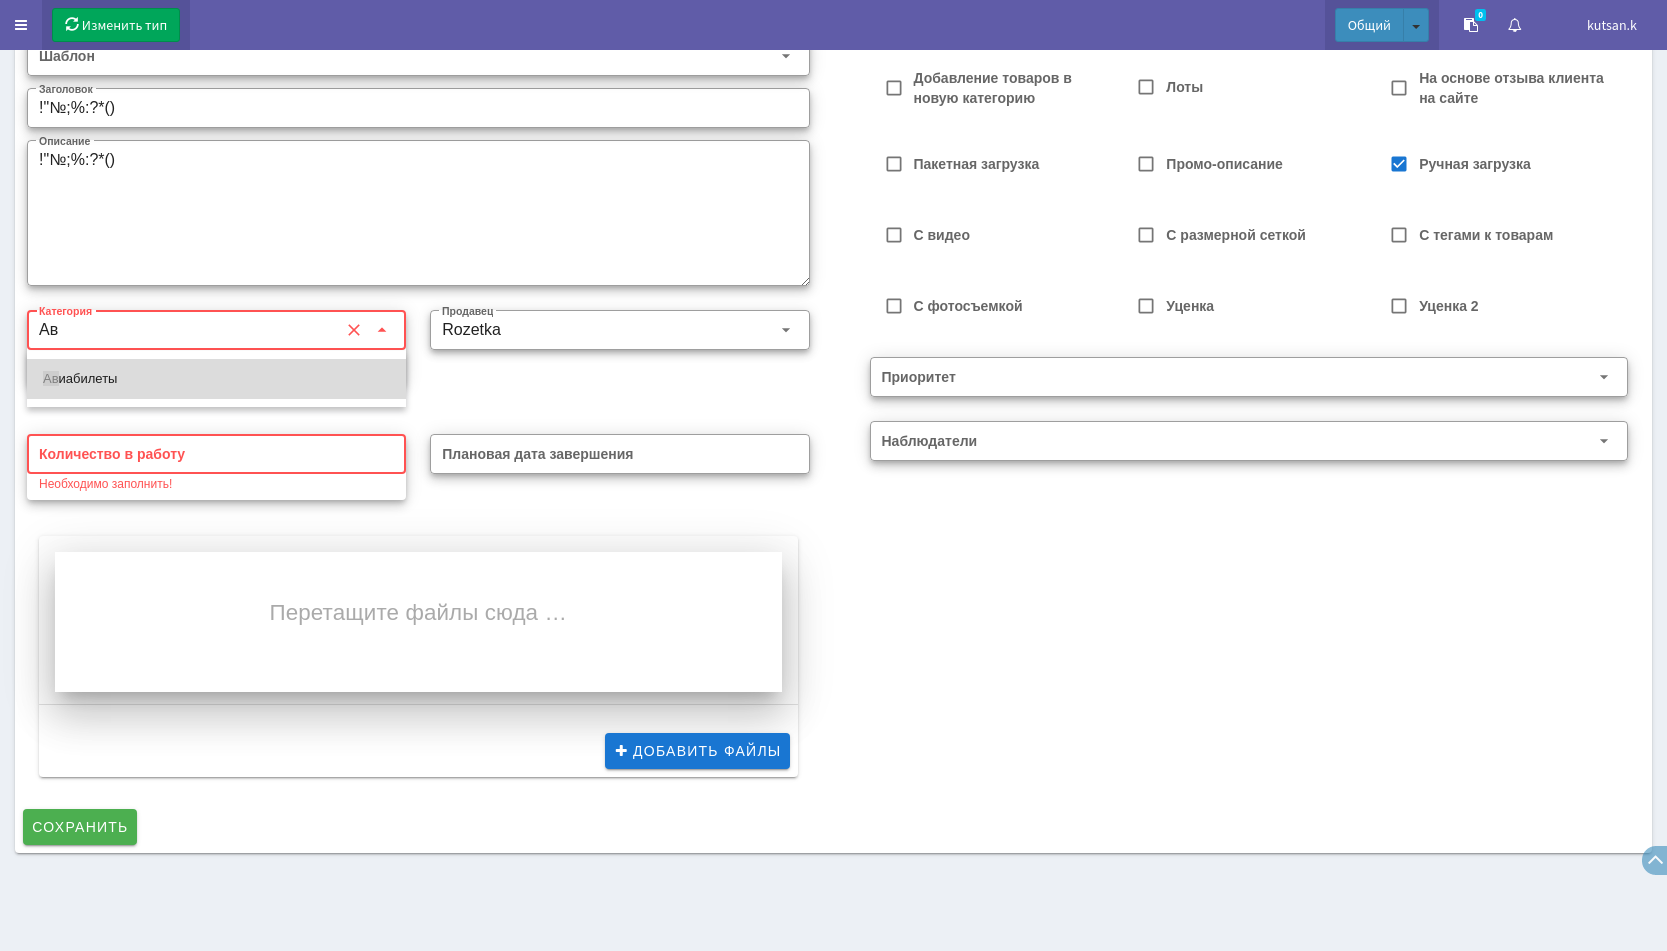 Изменить тип
Общий
0
kutsan.k
Шаблон
Заголовок
!"№;%:?*()
Описание
!"№;%:?*()
Категория
Ав
Продавец
Rozetka
Авиабилеты
Количество в работу
Необходимо заполнить!
Плановая дата завершения
Перетащите файлы сюда …
ДОБАВИТЬ ФАЙЛЫ
СОХРАНИТЬ
Добавление товаров в
новую категорию
Лоты
На основе отзыва клиента
на сайте
Пакетная загрузка
Промо-описание
Ручная загрузка
С видео
С размерной сеткой
С тегами к товарам
С фотосъемкой
Уценка
Уценка 2
Приоритет
Наблюдатели